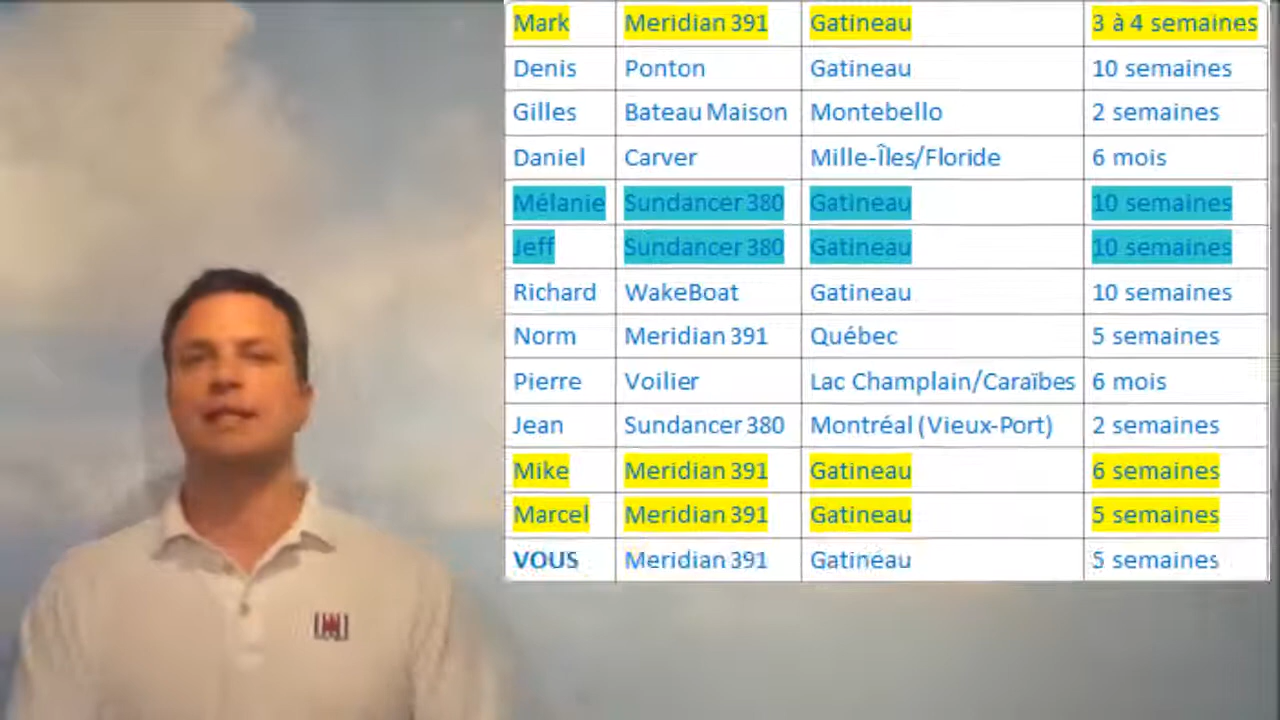 Mark Meridian 391 Gatineau 3 à 4 semaines
Denis Ponton Gatineau 10 semaines
Gilles Bateau Maison Montebello 2 semaines
Daniel Carver Mille-Îles/Floride 6 mois
Mélanie Sundancer 380 Gatineau 10 semaines
Jeff Sundancer 380 Gatineau 10 semaines
Richard WakeBoat Gatineau 10 semaines
Norm Meridian 391 Québec 5 semaines
Pierre Voilier Lac Champlain/Caraïbes 6 mois
Jean Sundancer 380 Montréal (Vieux-Port) 2 semaines
Mike Meridian 391 Gatineau 6 semaines
Marcel Meridian 391 Gatineau 5 semaines
VOUS Meridian 391 Gatineau 5 semaines